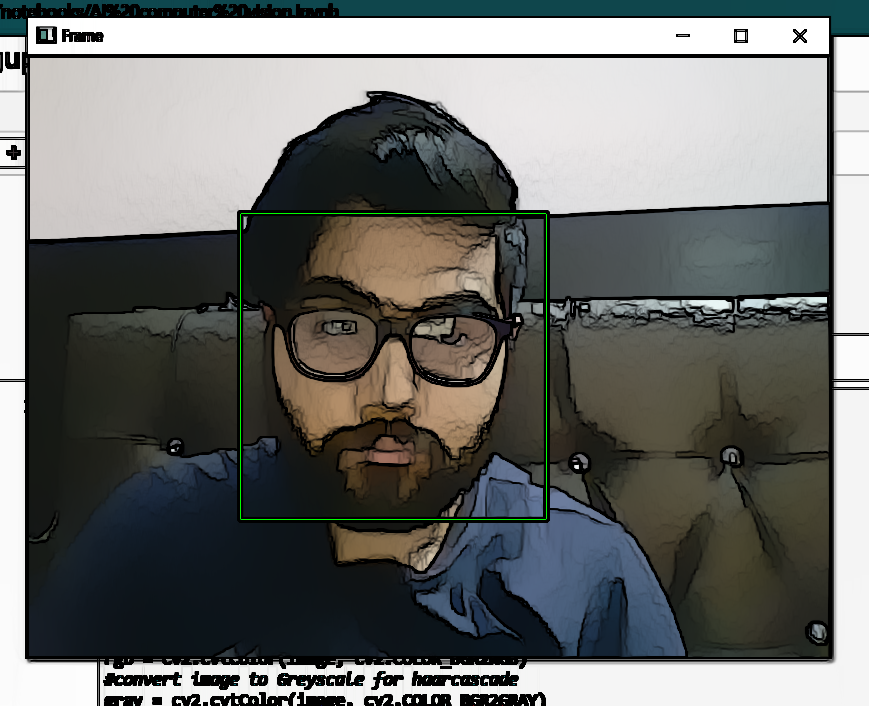 /notebooks/AI%20computer%20vision.ipynb
Frame
rgb = cv2.cvtColor(image, cv2.COLOR_BGR2RGB)
#convert image to Greyscale for haarcascade
gray = cv2.cvtColor(image, cv2.COLOR_BGR2GRAY)